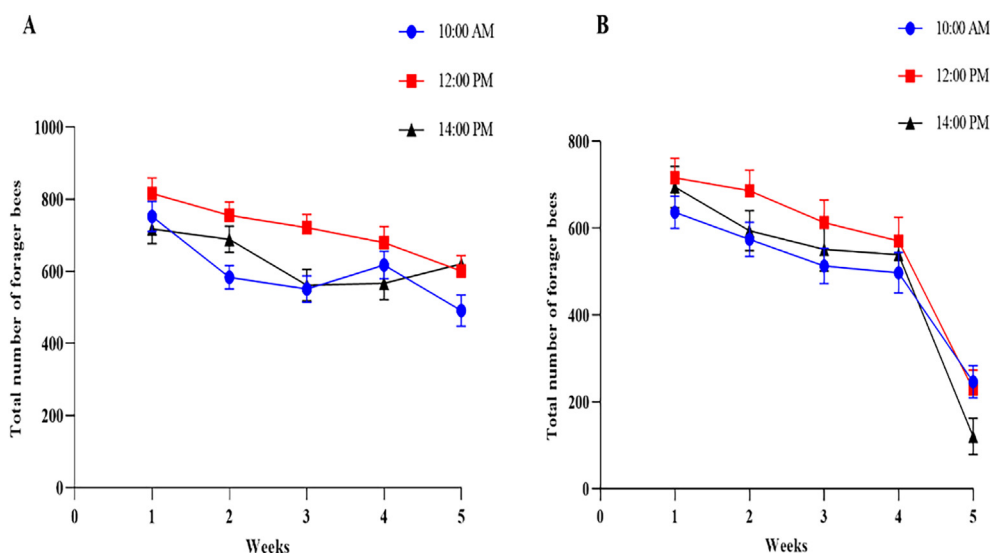 A
10:00 AM
12:00 PM
14:00 PM
Total number of forager bees
1000
800
600
400
200
0
0 1 2 3 4 5
Weeks
B
10:00 AM
12:00 PM
14:00 PM
Total number of forager bees
800
600
400
200
0
0 1 2 3 4 5
Weeks